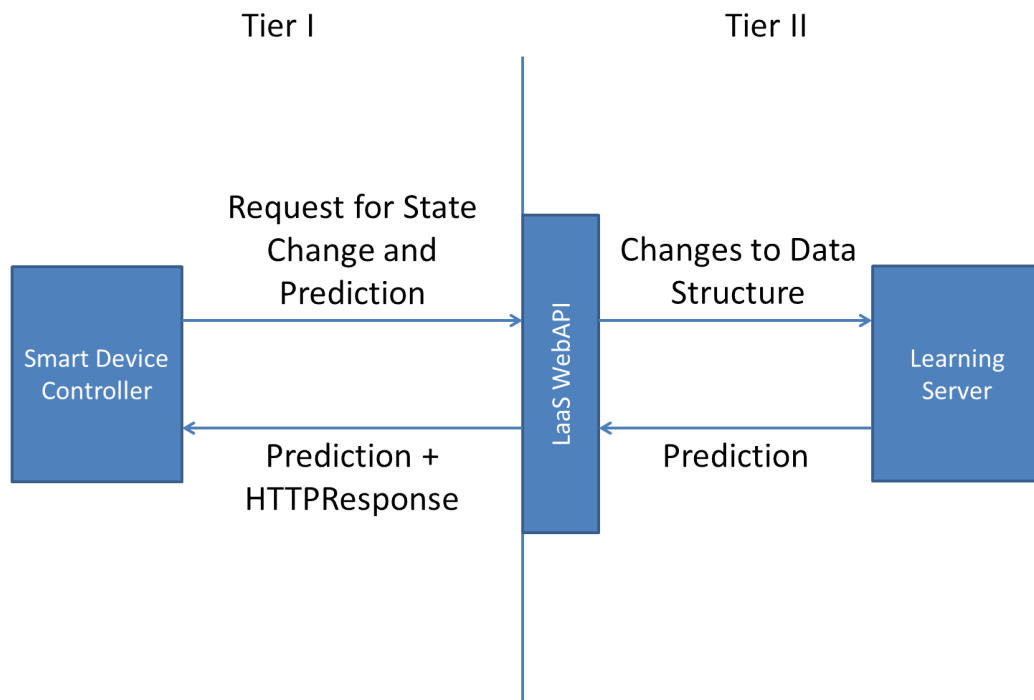 Tier I
Tier II
Request for State
Change and
Prediction
Changes to Data
Structure
Smart Device
Controller
LaaS WebAPI
Learning
Server
Prediction +
HTTPResponse
Prediction